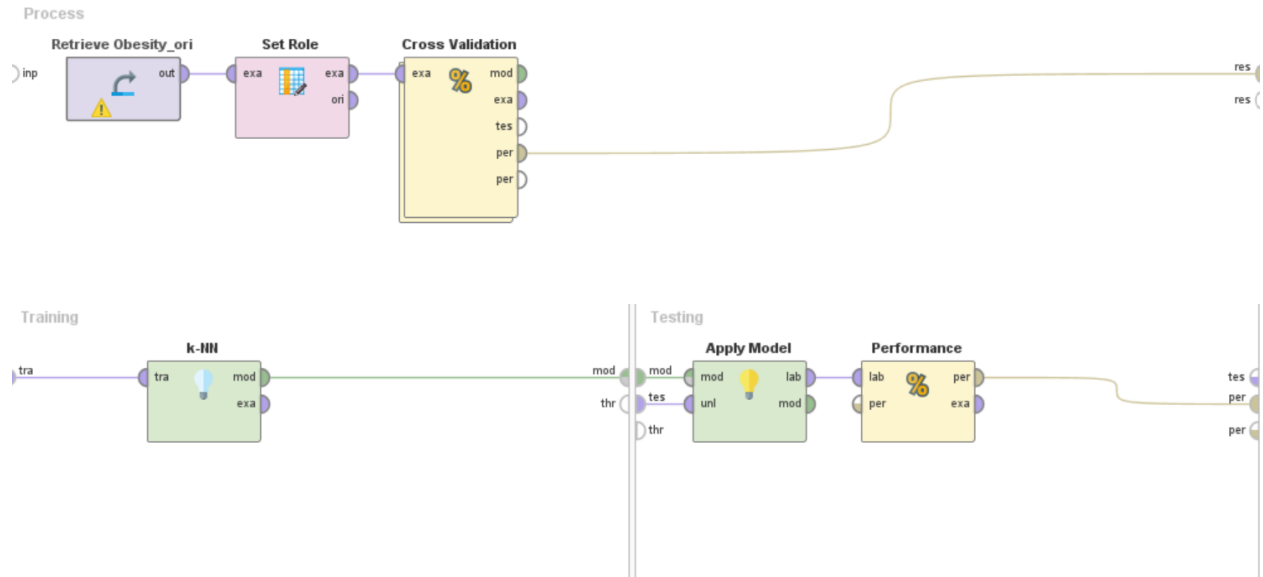 Process
Retrieve Obesity_ori
Set Role
Cross Validation
inp
out
exa
exa
ori
exa
mod
exa
tes
per
per
res
res
Training
Testing
k-NN
Apply Model
Performance
tra
tra
mod
exa
mod
thr
mod
tes
thr
mod
unl
lab
mod
lab
per
per
exa
tes
per
per